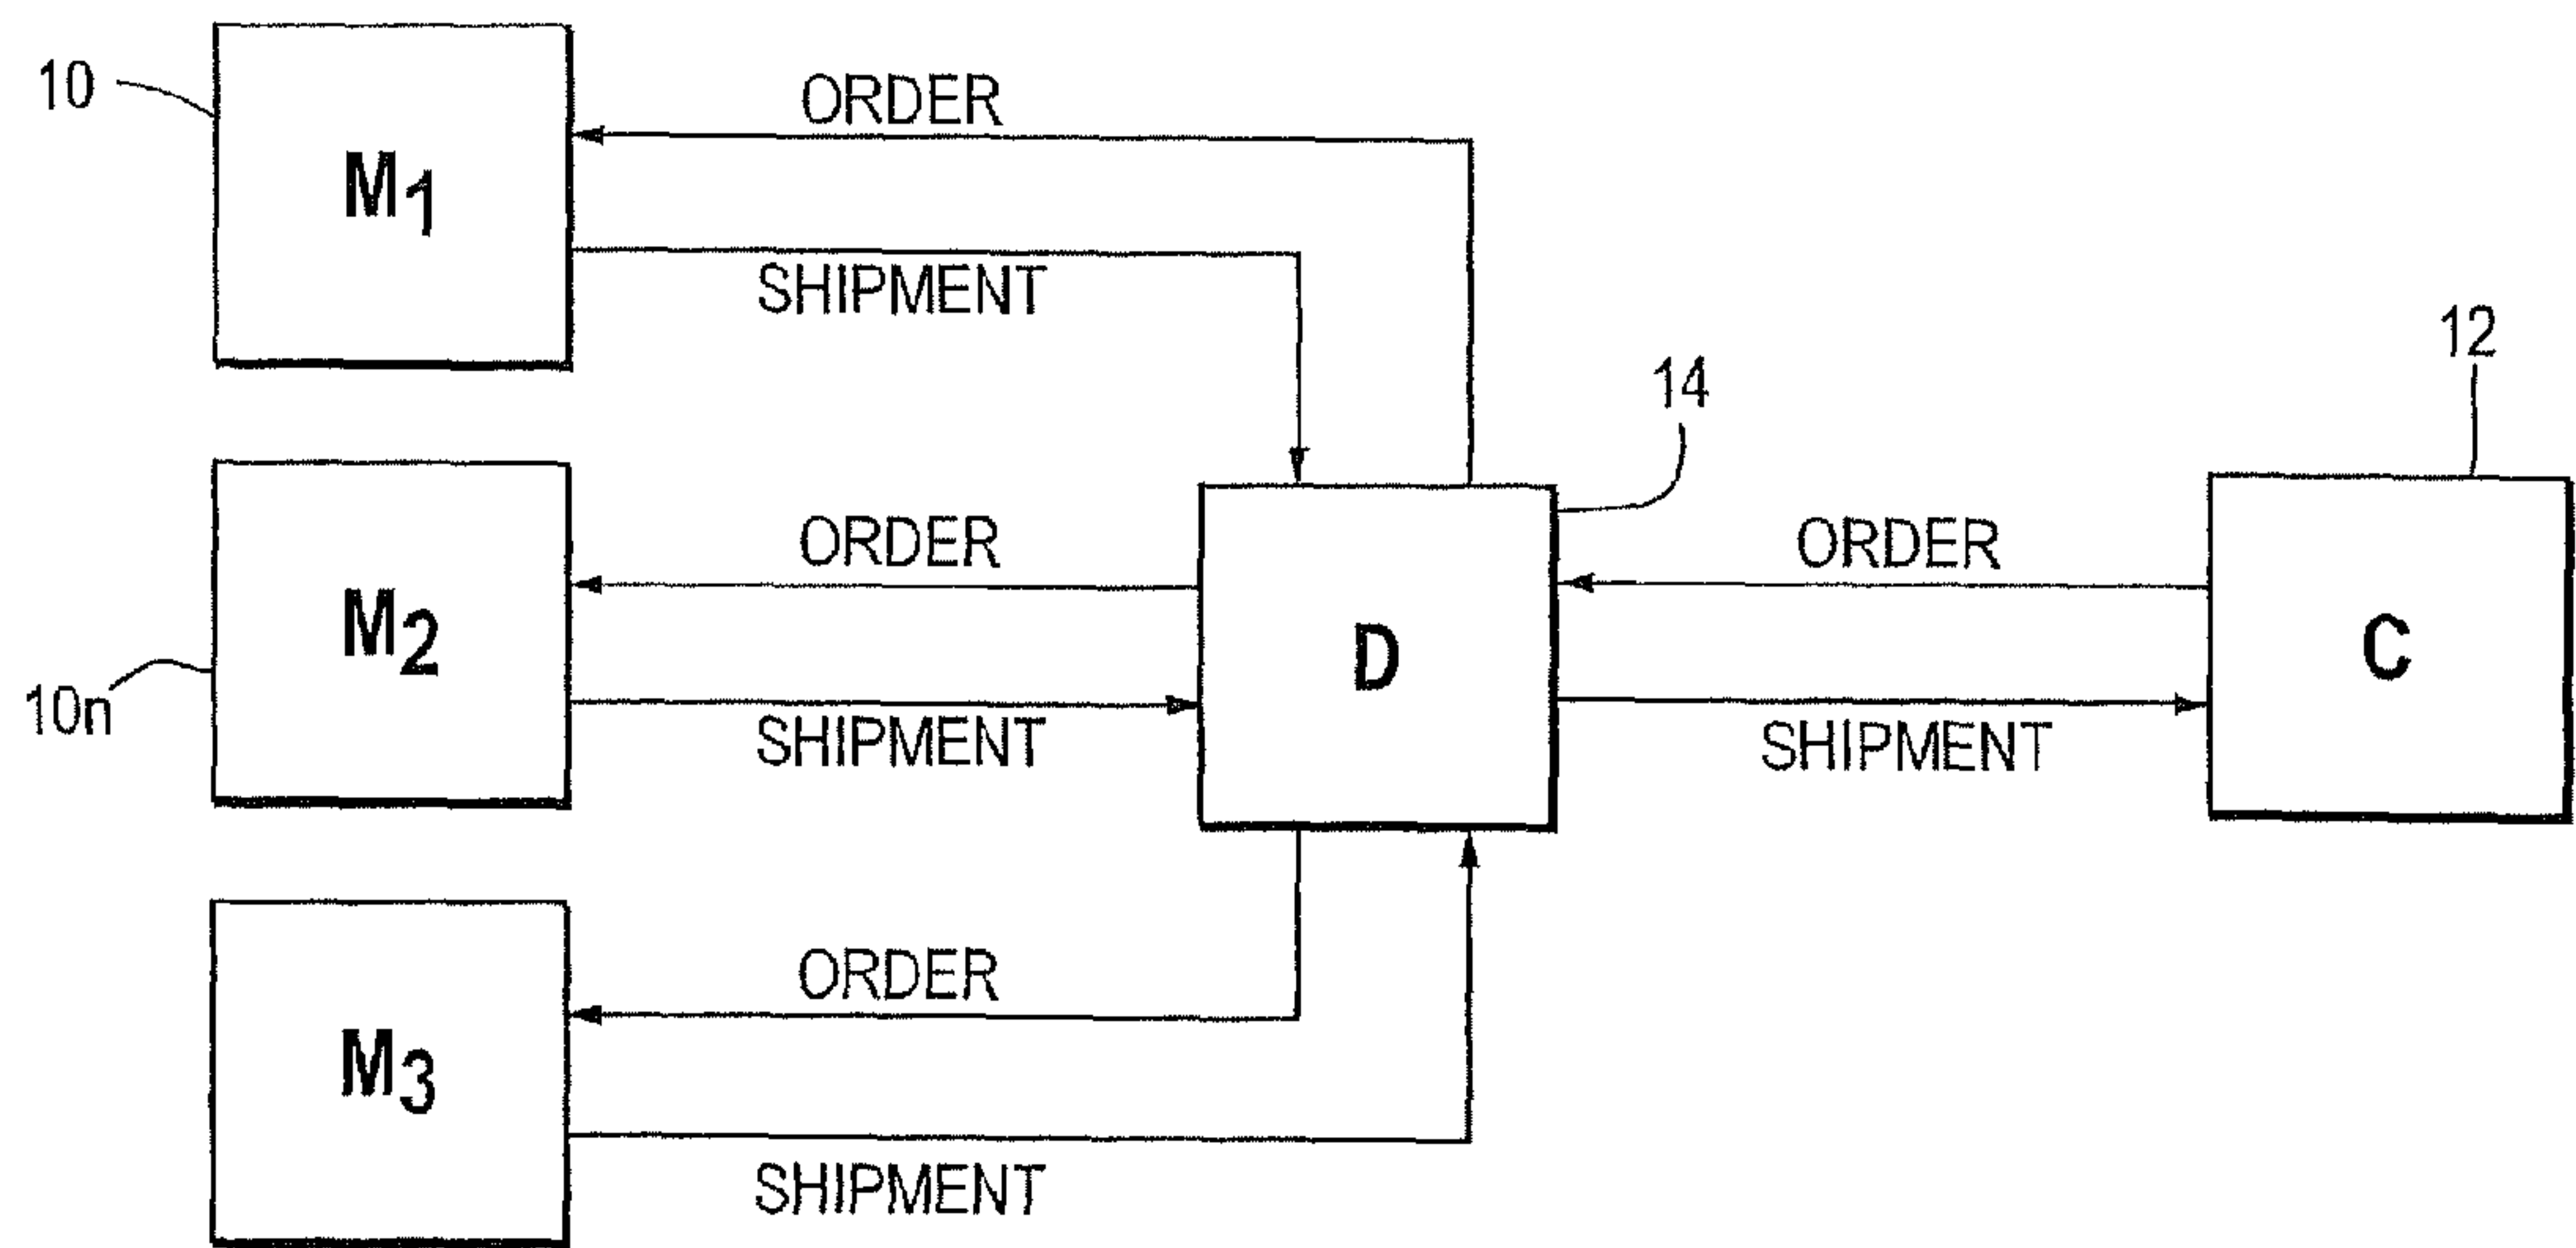 10
M1
ORDER
SHIPMENT
12
14
10n
M2
ORDER
SHIPMENT
D
ORDER
SHIPMENT
C
M3
ORDER
SHIPMENT